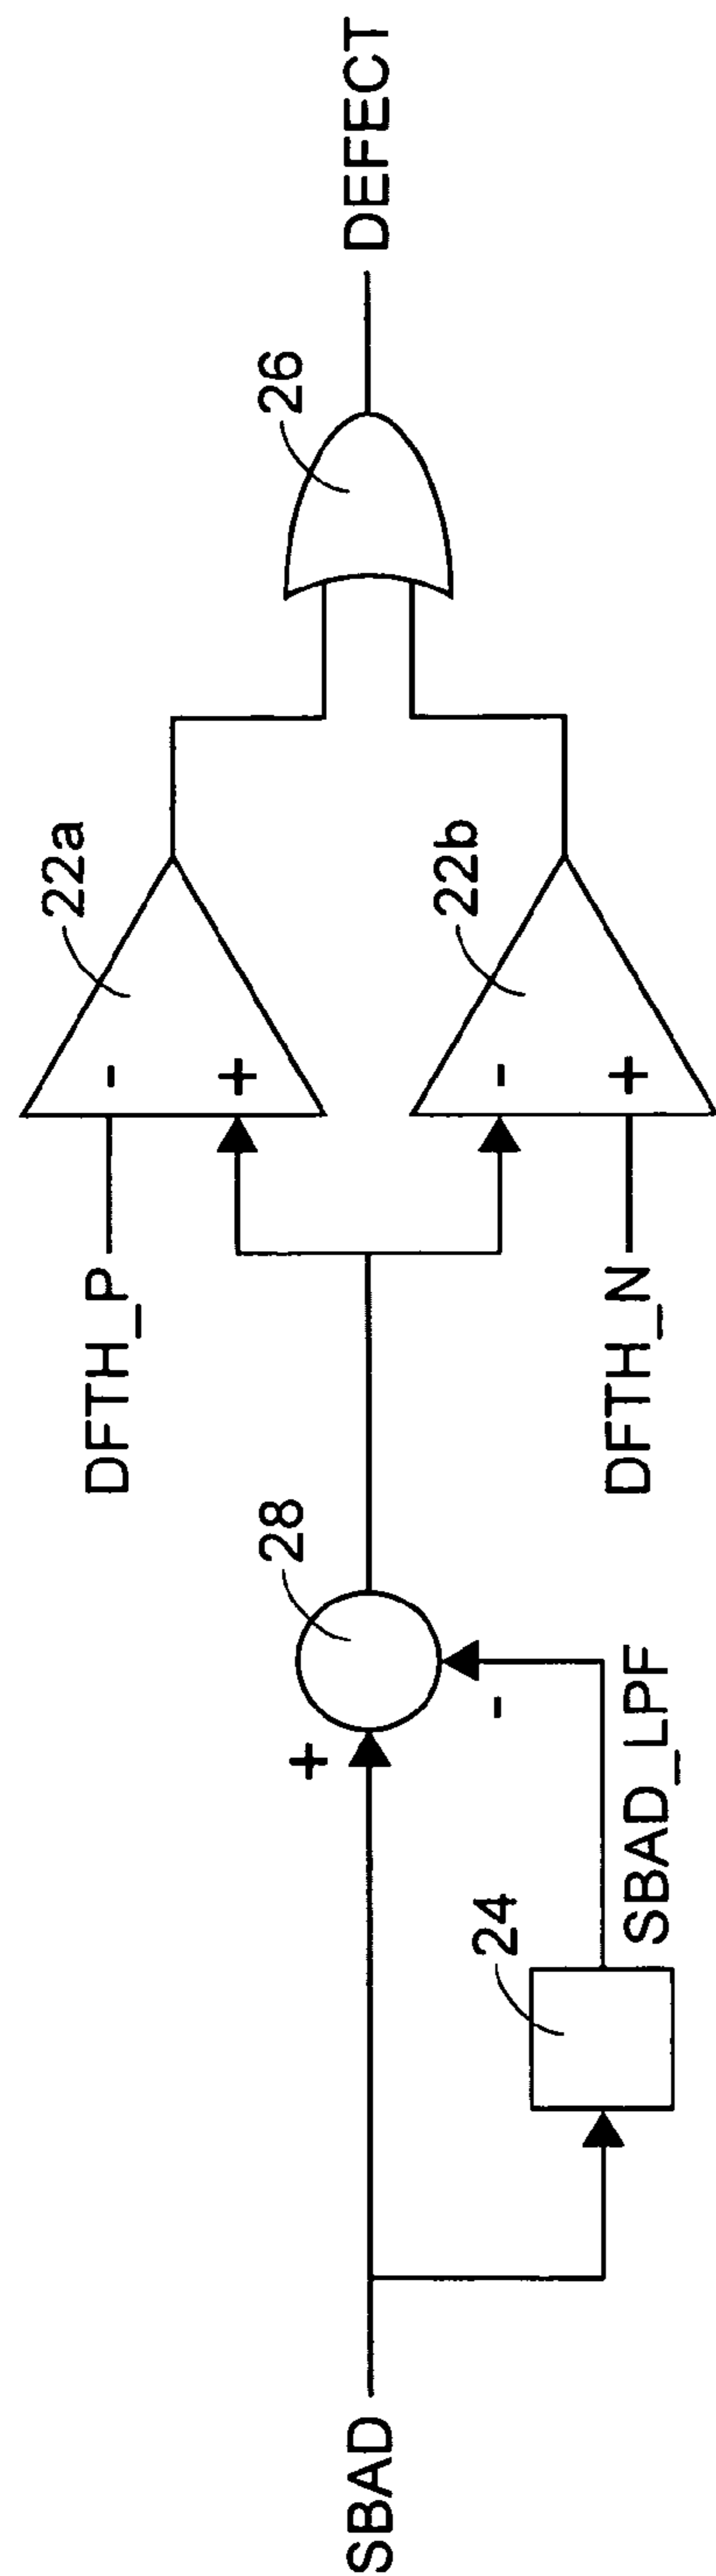 SBAD
24
SBAD_LPF
+
-
28
DFTH_P
DFTH_N
-
+
22a
-
+
22b
26
DEFECT